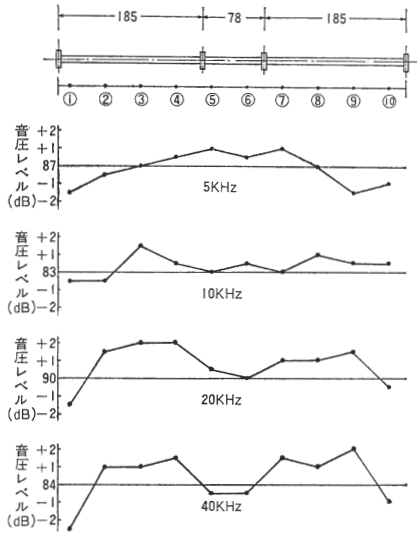 185 78 185
① ② ③ ④ ⑤ ⑥ ⑦ ⑧ ⑨ ⑩
音圧レベル(dB)
+2
+1
87
-1
-2
5KHz
音圧レベル(dB)
+2
+1
83
-1
-2
10KHz
音圧レベル(dB)
+2
+1
90
-1
-2
20KHz
音圧レベル(dB)
+2
+1
84
-1
-2
40KHz